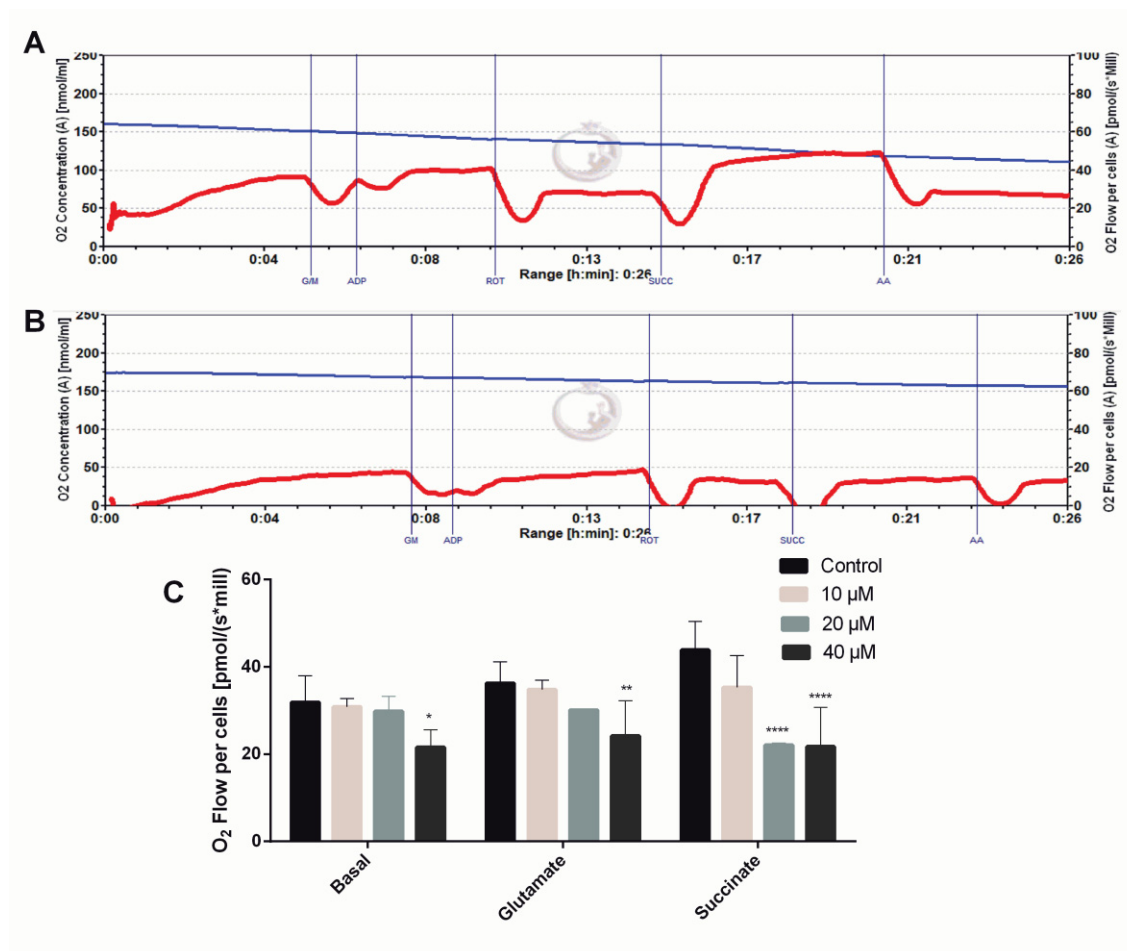 A
O2 Concentration (A) [nmol/ml]
250
200
150
100
50
0
100
80
60
40
20
0
O2 Flow per cells (A) [pmol/(s*Mill)
0:00 0:04 0:08 0:13 0:17 0:21 0:26
Range [h:min]: 0:26
G/M ADP ROT SUCC AA
B
O2 Concentration (A) [nmol/ml]
250
200
150
100
50
0
100
80
60
40
20
0
O2 Flow per cells (A) [pmol/(s*Mill)
0:00 0:04 0:08 0:13 0:17 0:21 0:26
Range [h:min]: 0:26
GM ADP ROT SUCC AA
C
O2 Flow per cells [pmol/(s*mill)
60
40
20
0
Control
10 µM
20 µM
40 µM
*
**
****
****
Basal
Glutamate
Succinate